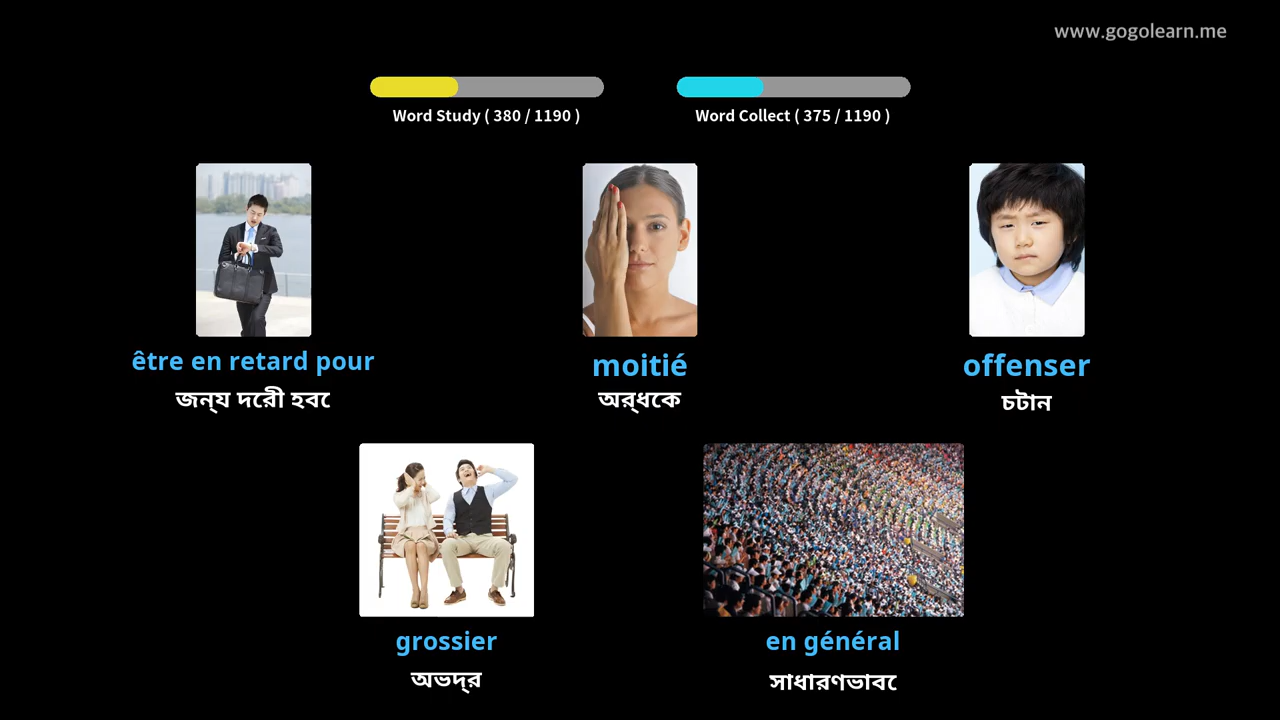 www.gogolearn.me
Word Study ( 380 / 1190 )
Word Collect ( 375 / 1190 )
être en retard pour
moitié
offenser
জন্য দেরী হবে
অর্ধেক
চটান
grossier
en général
অভদ্র
সাধারণভাবে